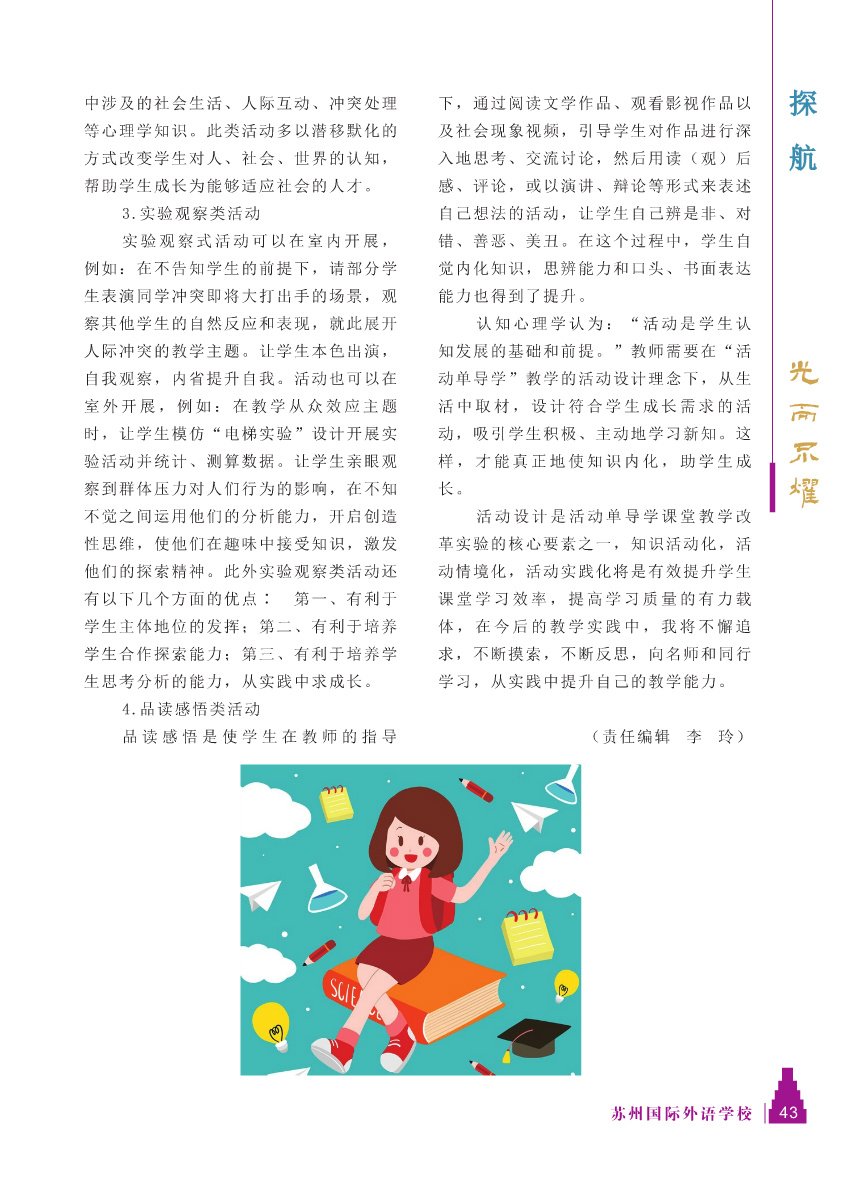 中涉及的社会生活、人际互动、冲突处理
等心理学知识。此类活动多以潜移默化的
方式改变学生对人、社会、世界的认知，
帮助学生成长为能够适应社会的人才。
3.实验观察类活动
实验观察式活动可以在室内开展，
例如：在不告知学生的前提下，请部分学
生表演同学冲突即将大打出手的场景，观
察其他学生的自然反应和表现，就此展开
人际冲突的教学主题。让学生本色出演，
自我观察，内省提升自我。活动也可以在
室外开展，例如：在教学从众效应主题
时，让学生模仿“电梯实验”设计开展实
验活动并统计、测算数据。让学生亲眼观
察到群体压力对人们行为的影响，在不知
不觉之间运用他们的分析能力，开启创造
性思维，使他们在趣味中接受知识，激发
他们的探索精神。此外实验观察类活动还
有以下几个方面的优点： 第一、有利于
学生主体地位的发挥；第二、有利于培养
学生合作探索能力；第三、有利于培养学
生思考分析的能力，从实践中求成长。
4.品读感悟类活动
品读感悟是使学生在教师的指导
下，通过阅读文学作品、观看影视作品以
及社会现象视频，引导学生对作品进行深
入地思考、交流讨论，然后用读（观）后
感、评论，或以演讲、辩论等形式来表述
自己想法的活动，让学生自己辨是非、对
错、善恶、美丑。在这个过程中，学生自
觉内化知识，思辨能力和口头、书面表达
能力也得到了提升。
认知心理学认为：“活动是学生认
知发展的基础和前提。”教师需要在“活
动单导学”教学的活动设计理念下，从生
活中取材，设计符合学生成长需求的活
动，吸引学生积极、主动地学习新知。这
样，才能真正地使知识内化，助学生成
长。
活动设计是活动单导学课堂教学改
革实验的核心要素之一，知识活动化，活
动情境化，活动实践化将是有效提升学生
课堂学习效率，提高学习质量的有力载
体，在今后的教学实践中，我将不懈追
求，不断摸索，不断反思，向名师和同行
学习，从实践中提升自己的教学能力。
（责任编辑 李 玲）
探航
光而不耀
SCIENCE
苏州国际外语学校 43